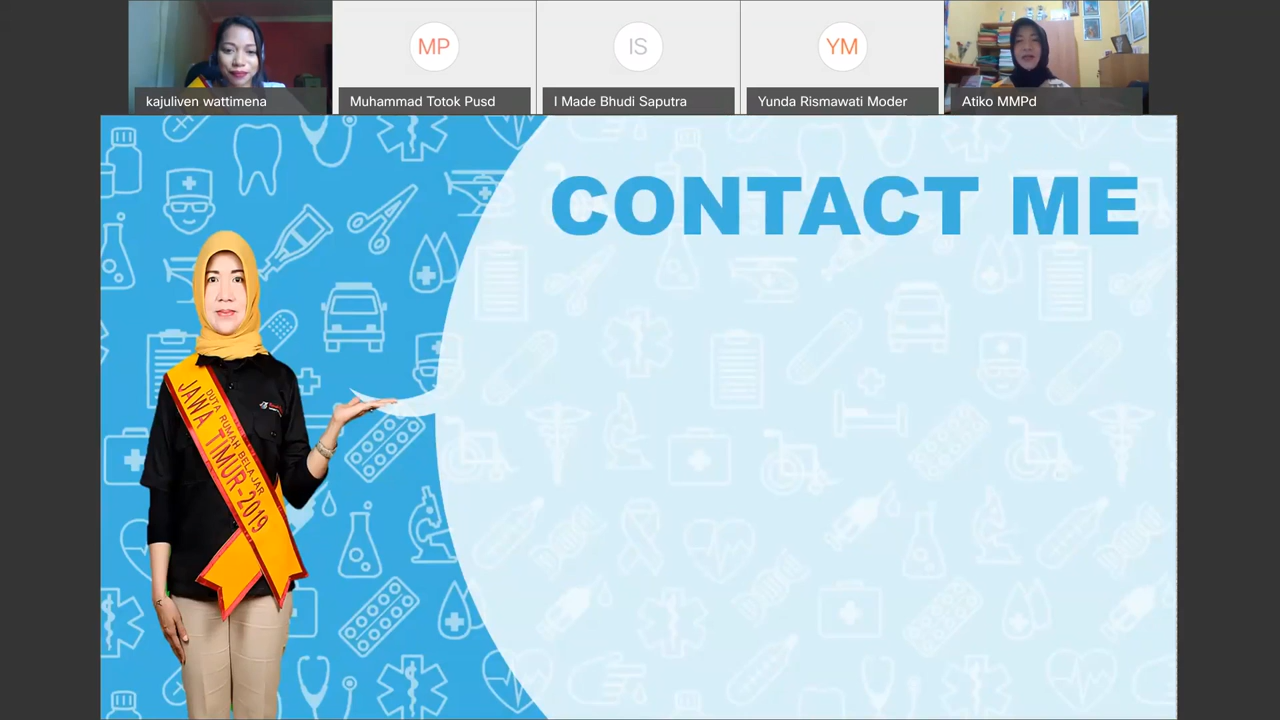 MP
IS
YM
kajuliven wattimena
Muhammad Totok Pusd
I Made Bhudi Saputra
Yunda Rismawati Moder
Atiko MMPd
CONTACT ME
DUTA RUMAH BELAJAR
JAWA TIMUR-2019